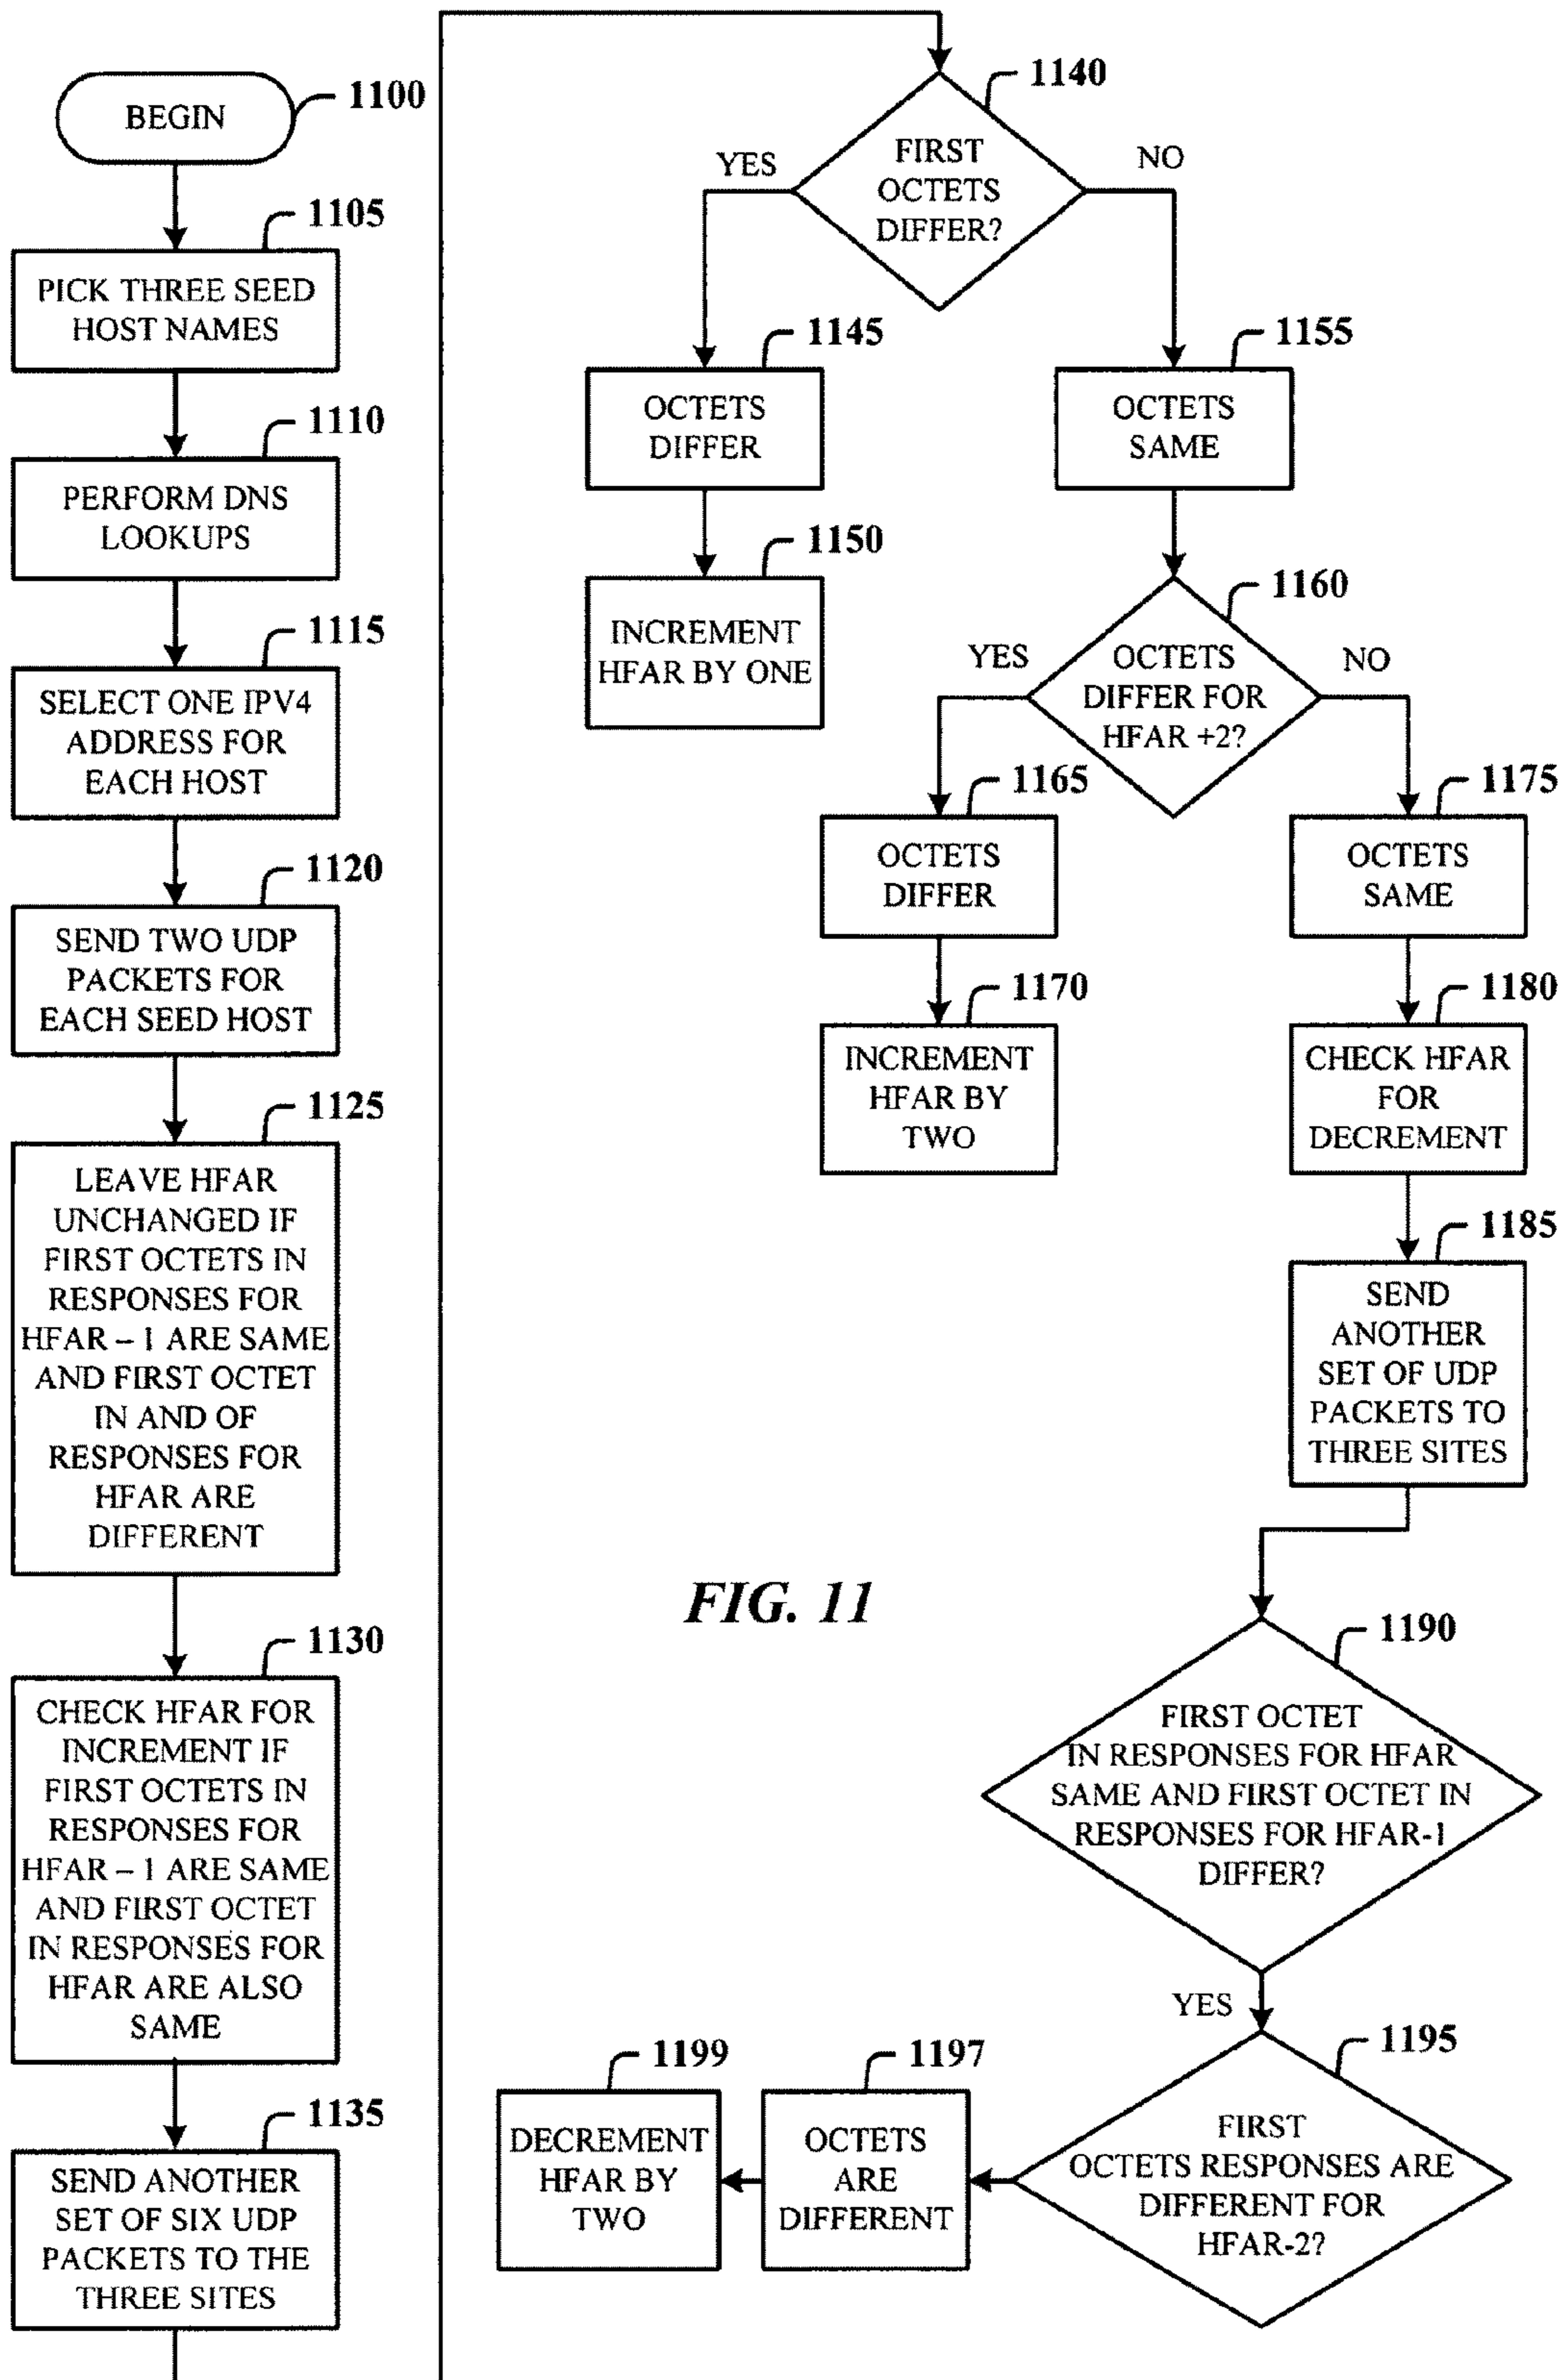 BEGIN
1100
1105
PICK THREE SEED
HOST NAMES
1110
PERFORM DNS
LOOKUPS
1115
SELECT ONE IPV4
ADDRESS FOR
EACH HOST
1120
SEND TWO UDP
PACKETS FOR
EACH SEED HOST
1125
LEAVE HFAR
UNCHANGED IF
FIRST OCTETS IN
RESPONSES FOR
HFAR – 1 ARE SAME
AND FIRST OCTET
IN AND OF
RESPONSES FOR
HFAR ARE
DIFFERENT
1130
CHECK HFAR FOR
INCREMENT IF
FIRST OCTETS IN
RESPONSES FOR
HFAR – 1 ARE SAME
AND FIRST OCTET
IN RESPONSES FOR
HFAR ARE ALSO
SAME
1135
SEND ANOTHER
SET OF SIX UDP
PACKETS TO THE
THREE SITES
1140
FIRST
OCTETS
DIFFER?
YES
NO
1145
OCTETS
DIFFER
1150
INCREMENT
HFAR BY ONE
1155
OCTETS
SAME
1160
OCTETS
DIFFER FOR
HFAR +2?
YES
NO
1165
OCTETS
DIFFER
1170
INCREMENT
HFAR BY
TWO
1175
OCTETS
SAME
1180
CHECK HFAR
FOR
DECREMENT
1185
SEND
ANOTHER
SET OF UDP
PACKETS TO
THREE SITES
FIG. 11
1190
FIRST OCTET
IN RESPONSES FOR HFAR
SAME AND FIRST OCTET IN
RESPONSES FOR HFAR-1
DIFFER?
YES
1195
FIRST
OCTETS RESPONSES ARE
DIFFERENT FOR
HFAR-2?
1197
OCTETS
ARE
DIFFERENT
1199
DECREMENT
HFAR BY
TWO